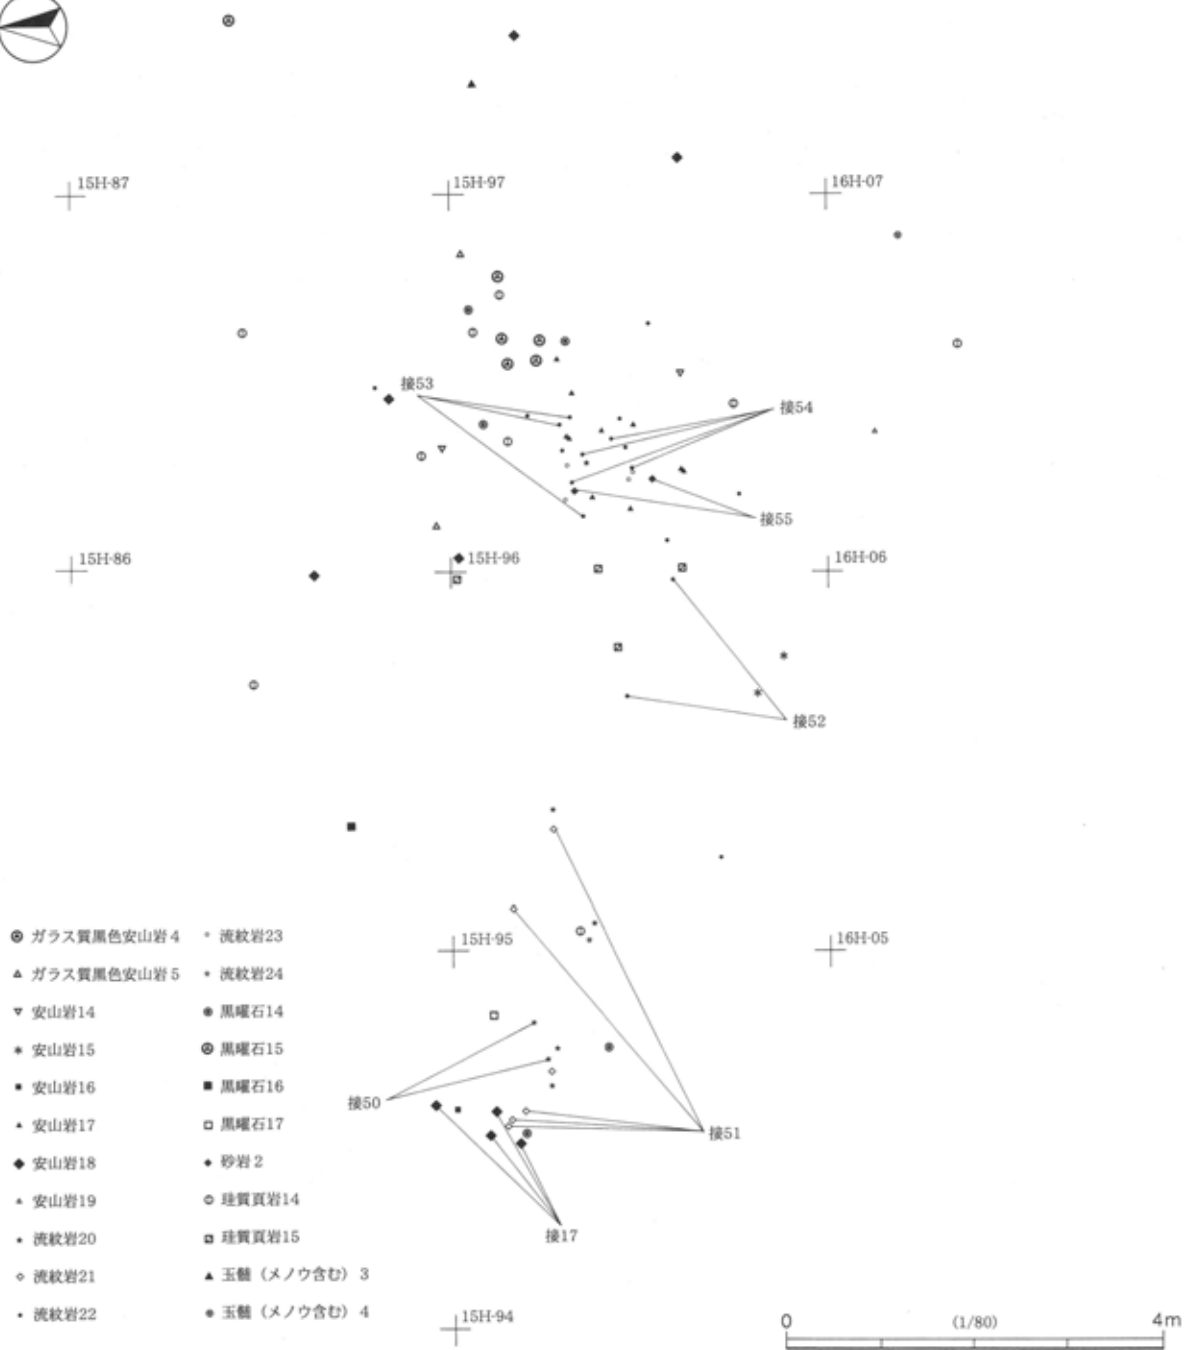 15H-87
15H-97
16H-07
接53
接54
接55
15H-86
15H-96
16H-06
接52
15H-95
16H-05
接50
接51
接17
15H-94
ガラス質黒色安山岩4
ガラス質黒色安山岩5
安山岩14
安山岩15
安山岩16
安山岩17
安山岩18
安山岩19
流紋岩20
流紋岩21
流紋岩22
流紋岩23
流紋岩24
黒曜石14
黒曜石15
黒曜石16
黒曜石17
砂岩2
珪質頁岩14
珪質頁岩15
玉髄（メノウ含む）3
玉髄（メノウ含む）4
0 (1/80) 4m